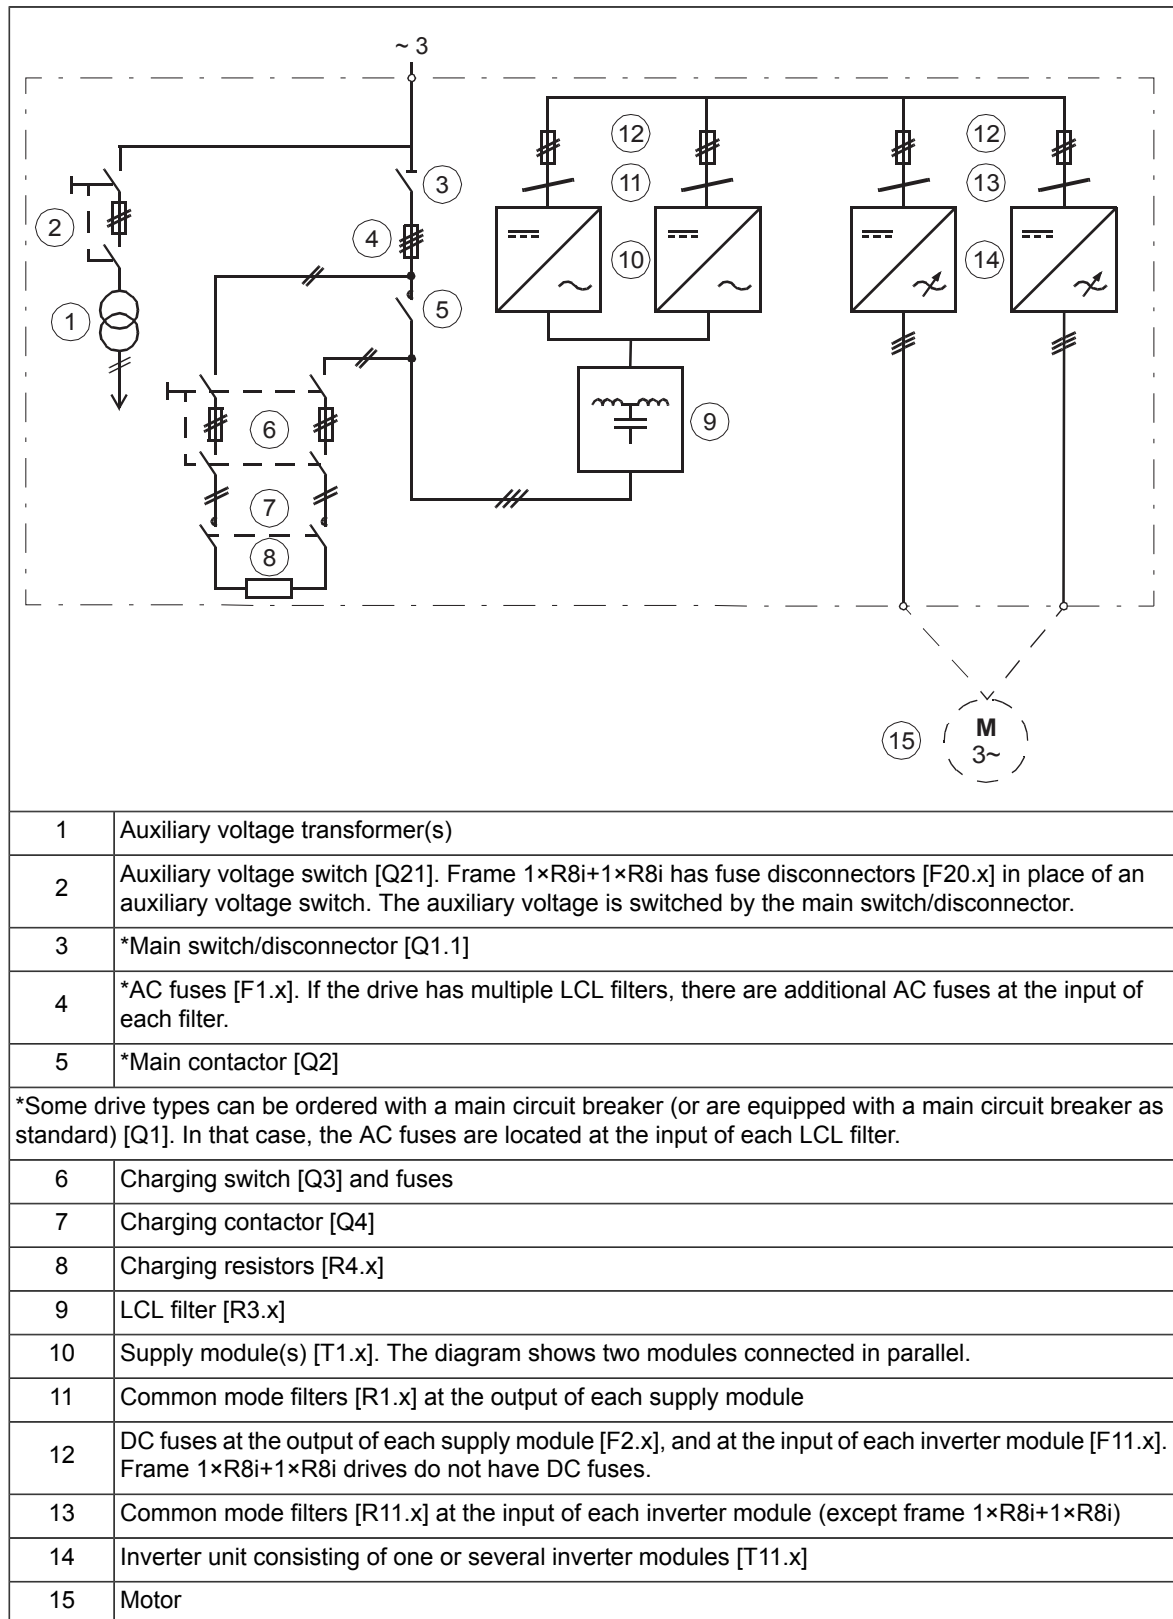 ~ 3
12
12
3
11
13
2
4
10
14
5
1
6
9
7
8
15
M
3~
1
Auxiliary voltage transformer(s)
2
Auxiliary voltage switch [Q21]. Frame 1×R8i+1×R8i has fuse disconnectors [F20.x] in place of an
auxiliary voltage switch. The auxiliary voltage is switched by the main switch/disconnector.
3
*Main switch/disconnector [Q1.1]
4
*AC fuses [F1.x]. If the drive has multiple LCL filters, there are additional AC fuses at the input of
each filter.
5
*Main contactor [Q2]
*Some drive types can be ordered with a main circuit breaker (or are equipped with a main circuit breaker as
standard) [Q1]. In that case, the AC fuses are located at the input of each LCL filter.
6
Charging switch [Q3] and fuses
7
Charging contactor [Q4]
8
Charging resistors [R4.x]
9
LCL filter [R3.x]
10
Supply module(s) [T1.x]. The diagram shows two modules connected in parallel.
11
Common mode filters [R1.x] at the output of each supply module
12
DC fuses at the output of each supply module [F2.x], and at the input of each inverter module [F11.x].
Frame 1×R8i+1×R8i drives do not have DC fuses.
13
Common mode filters [R11.x] at the input of each inverter module (except frame 1×R8i+1×R8i)
14
Inverter unit consisting of one or several inverter modules [T11.x]
15
Motor